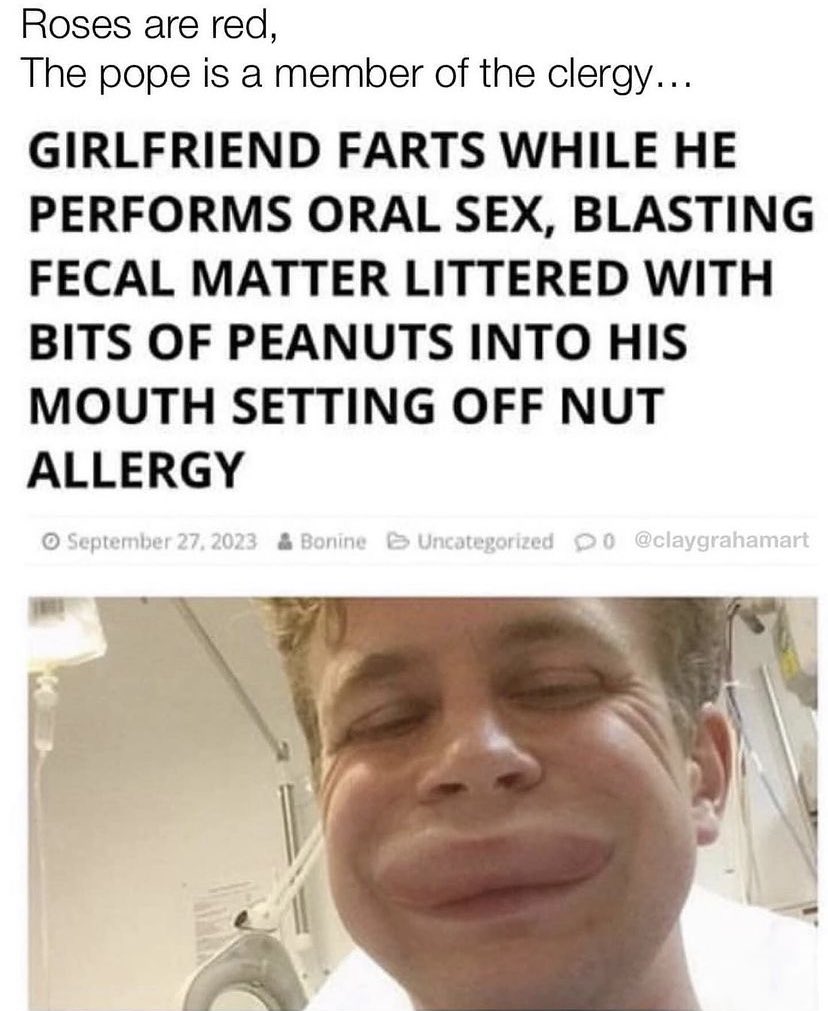 Roses are red,
The pope is a member of the clergy...
GIRLFRIEND FARTS WHILE HE
PERFORMS ORAL SEX, BLASTING
FECAL MATTER LITTERED WITH
BITS OF PEANUTS INTO HIS
MOUTH SETTING OFF NUT
ALLERGY
September 27, 2023 Bonine Uncategorized 0 @claygrahamart